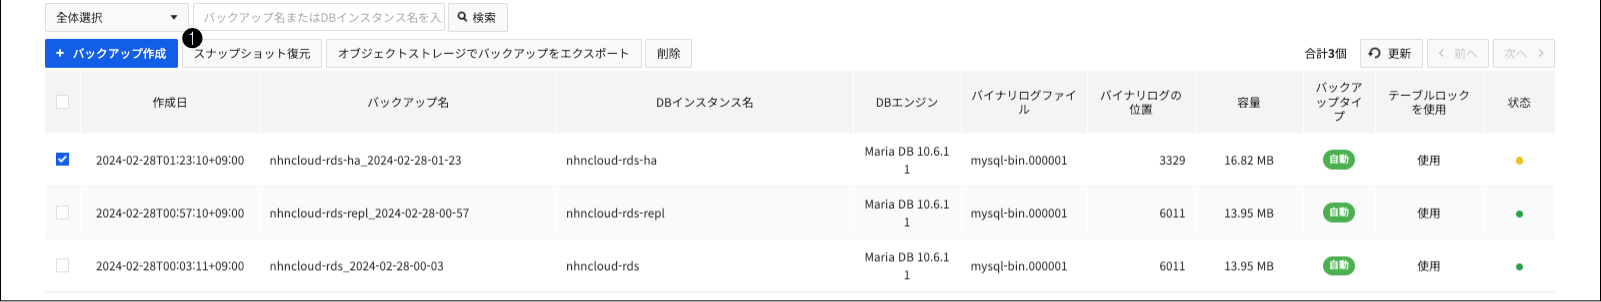 全体選択 バックアップ名またはDBインスタンス名を入 検索
1
+ バックアップ作成 スナップショット復元 オブジェクトストレージでバックアップをエクスポート 削除 合計3個 更新 < 前へ 次へ >
作成日 バックアップ名 DBインスタンス名 DBエンジン バイナリログファイル バイナリログの位置 容量 バックアップタイプ テーブルロックを使用 状态
2024-02-28T01:23:10+09:00 nhncloud-rds-ha_2024-02-28-01-23 nhncloud-rds-ha Maria DB 10.6.11 mysql-bin.000001 3329 16.82 MB 自動 使用
2024-02-28T00:57:10+09:00 nhncloud-rds-repl_2024-02-28-00-57 nhncloud-rds-repl Maria DB 10.6.11 mysql-bin.000001 6011 13.95 MB 自動 使用
2024-02-28T00:03:11+09:00 nhncloud-rds_2024-02-28-00-03 nhncloud-rds Maria DB 10.6.11 mysql-bin.000001 6011 13.95 MB 自動 使用